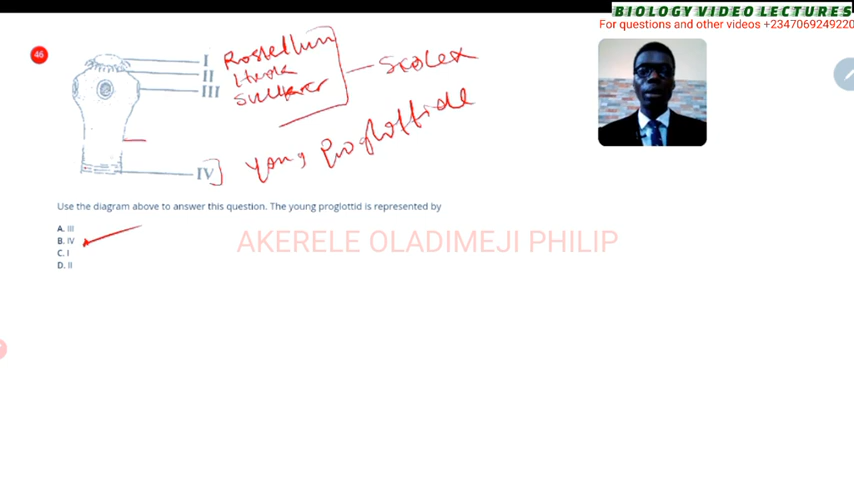 BIOLOGY VIDEO LECTURES
For questions and other videos +2347069249220
46
I Rostellum
II Hook
III Sucker
Scolex
IV Young Proglottide
Use the diagram above to answer this question. The young proglottid is represented by
A. III
B. IV
C. I
D. II
AKERELE OLADIMEJI PHILIP